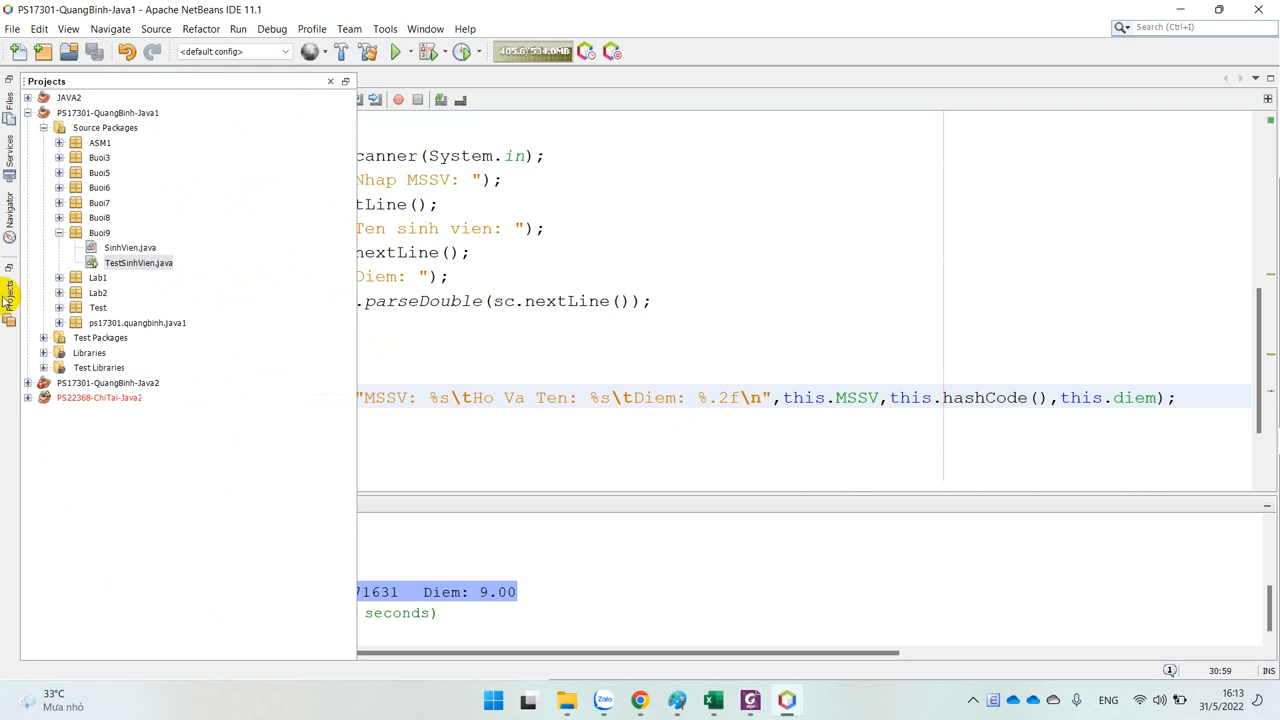 PS17301-QuangBinh-Java1 - Apache NetBeans IDE 11.1
File Edit View Navigate Source Refactor Run Debug Profile Team Tools Window Help
Search (Ctrl+I)
<default config>
405.6/534.0MB
Projects
Files
Services
Navigator
Projects
JAVA2
PS17301-QuangBinh-Java1
Source Packages
ASM1
Buoi3
Buoi5
Buoi6
Buoi7
Buoi8
Buoi9
SinhVien.java
TestSinhVien.java
Lab1
Lab2
Test
ps17301.quangbinh.java1
Test Packages
Libraries
Test Libraries
PS17301-QuangBinh-Java2
PS22368-ChiTai-Java2
canner(System.in);
Nhap MSSV: ");
tLine();
Ten sinh vien: ");
nextLine();
Diem: ");
.parseDouble(sc.nextLine());
"MSSV: %s\tHo Va Ten: %s\tDiem: %.2f\n",this.MSSV,this.hashCode(),this.diem);
71631 Diem: 9.00
seconds)
30:59 INS
33°C
Mưa nhỏ
ENG
16:13
31/5/2022